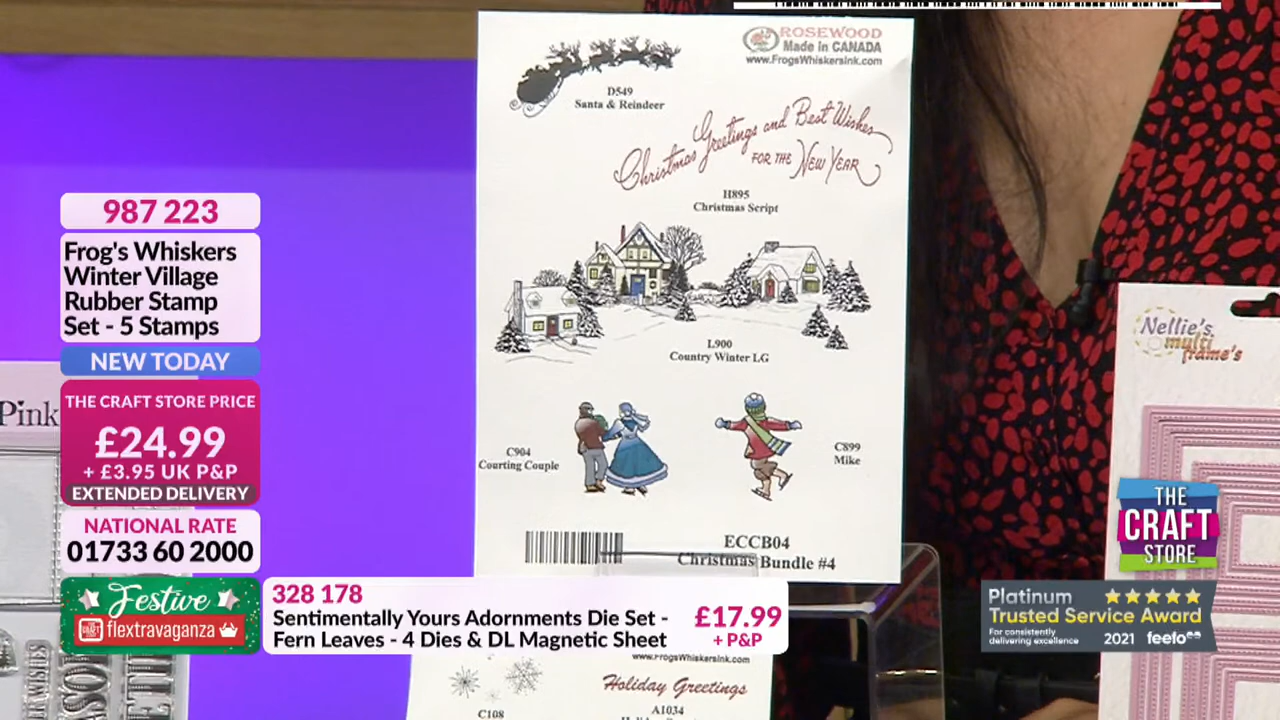 ROSEWOOD
Made in CANADA
www.FrogsWhiskersInk.com
D549
Santa & Reindeer
Christmas Greetings and Best Wishes
FOR THE NEW YEAR
H895
Christmas Script
L900
Country Winter LG
C904
Courting Couple
C899
Mike
ECCB04
Christmas Bundle #4
987 223
Frog's Whiskers
Winter Village
Rubber Stamp
Set - 5 Stamps
NEW TODAY
THE CRAFT STORE PRICE
£24.99
+ £3.95 UK P&P
EXTENDED DELIVERY
NATIONAL RATE
01733 60 2000
Festive
flextravaganza
328 178
Sentimentally Yours Adornments Die Set -
Fern Leaves - 4 Dies & DL Magnetic Sheet
£17.99
+ P&P
Pink
Nellie's
multi
frame's
THE
CRAFT
STORE
Platinum
Trusted Service Award
For consistently
delivering excellence
2021 feefo
www.FrogsWhiskersInk.com
Holiday Greetings
C108
A1034